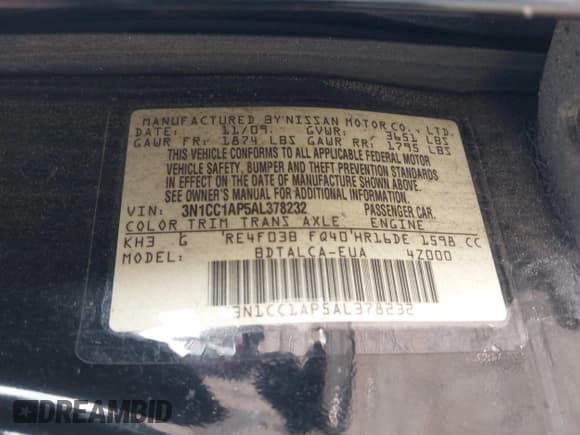 MANUFACTURED BY NISSAN MOTOR CO., LTD.
DATE: 11/09. GVWR: 3651 LBS
GAWR FR: 1874 LBS GAWR RR: 1795 LBS
THIS VEHICLE CONFORMS TO ALL APPLICABLE FEDERAL MOTOR
VEHICLE SAFETY, BUMPER, AND THEFT PREVENTION STANDARDS
IN EFFECT ON THE DATE OF MANUFACTURE SHOWN ABOVE.
SEE OWNER'S MANUAL FOR ADDITIONAL INFORMATION.
VIN: 3N1CC1AP5AL378232 PASSENGER CAR.
COLOR TRIM TRANS AXLE ENGINE
KH3 G RE4F03B FQ40 HR16DE 1598 CC
BDTALCA-EUA 4Z000
3N1CC1AP5AL378232
DREAMBID